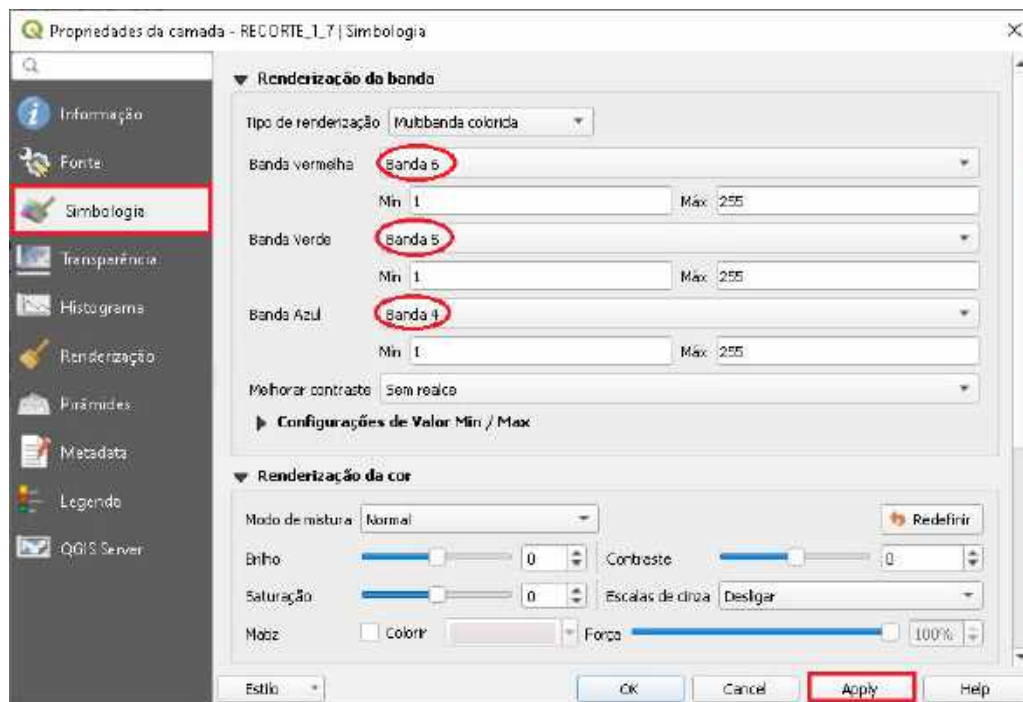 Propriedades da camada - RECORTE_1_7 | Simbologia
Informação
Fonte
Simbologia
Transparência
Histograma
Renderização
Pirâmides
Metadata
Legenda
QGIS Server
Renderização da banda
Tipo de renderização Multibanda colorida
Banda vermelha Banda 6
Min 1 Máx 255
Banda Verde Banda 5
Min 1 Máx 255
Banda Azul Banda 4
Min 1 Máx 255
Melhorar contraste Sem realce
Configurações de Valor Min / Max
Renderização da cor
Modo de mistura Normal Redefinir
Brilho 0 Contraste 0
Saturação 0 Escalas de cinza Desligar
Matiz Colorir Força 100%
Estilo OK Cancel Apply Help